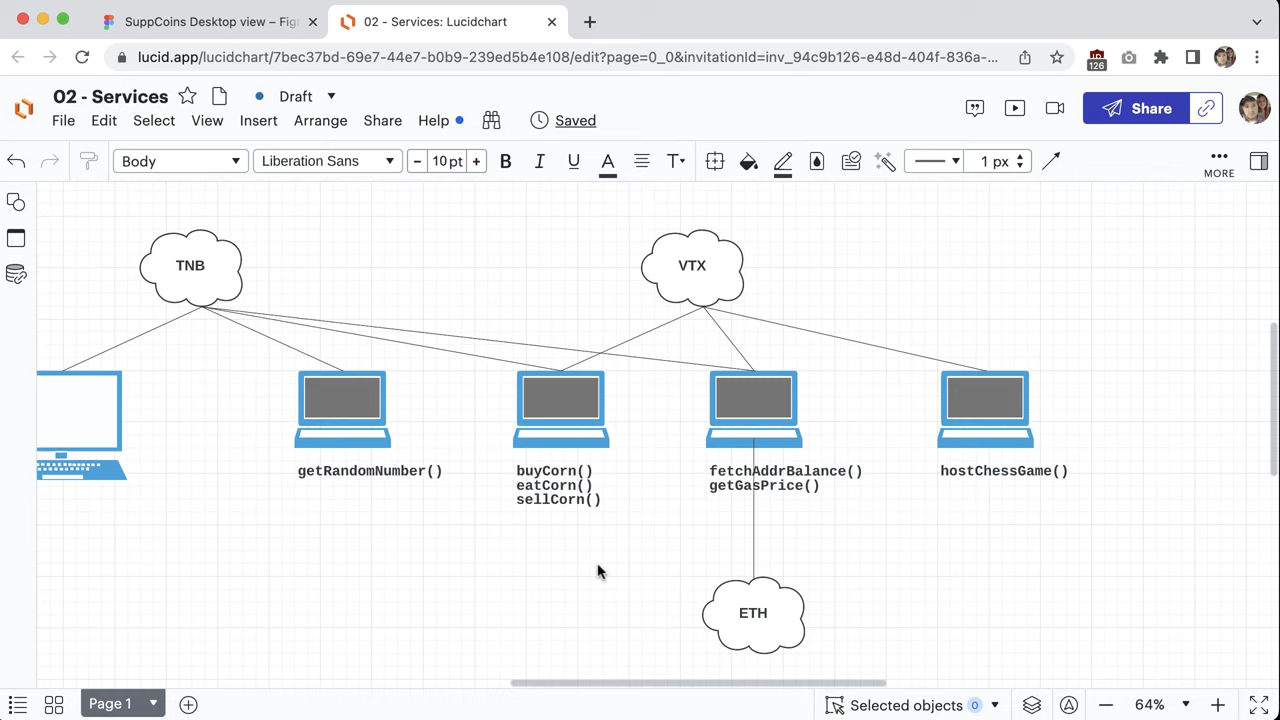 SuppCoins Desktop view – Fig
02 - Services: Lucidchart
lucid.app/lucidchart/7bec37bd-69e7-44e7-b0b9-239ed5b4e108/edit?page=0_0&invitationId=inv_94c9b126-e48d-404f-836a-...
126
02 - Services
Draft
File Edit Select View Insert Arrange Share Help
Saved
Share
Body
Liberation Sans
- 10 pt +
B I U A T
1 px
MORE
TNB
VTX
getRandomNumber()
buyCorn()
eatCorn()
sellCorn()
fetchAddrBalance()
getGasPrice()
hostChessGame()
ETH
Page 1
Selected objects 0
64%